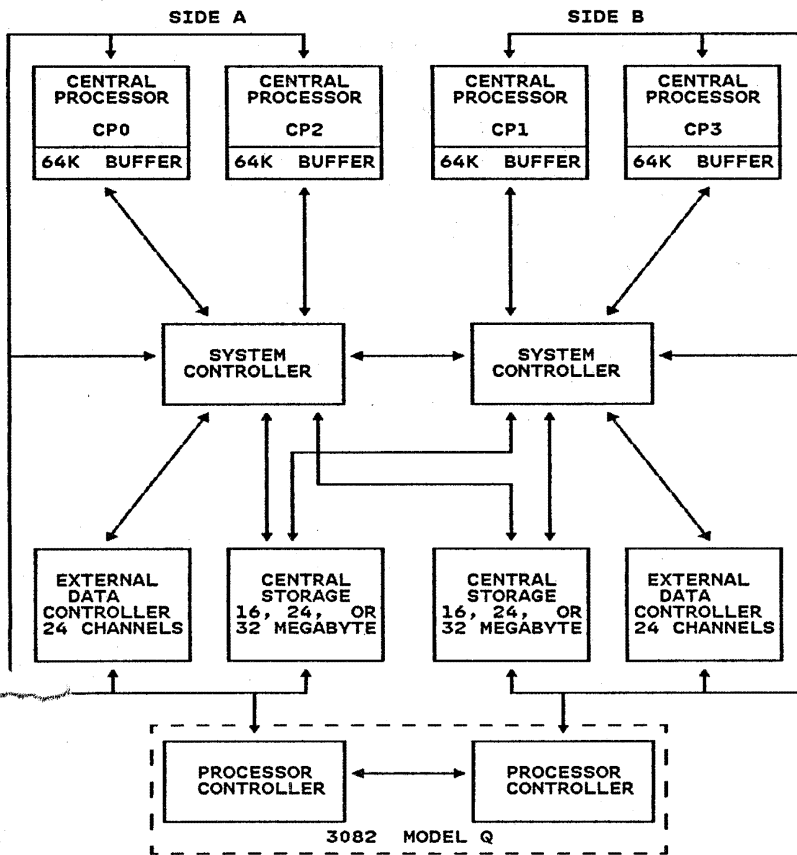 SIDE A
SIDE B
CENTRAL
PROCESSOR
CP0
64K BUFFER
CENTRAL
PROCESSOR
CP2
64K BUFFER
CENTRAL
PROCESSOR
CP1
64K BUFFER
CENTRAL
PROCESSOR
CP3
64K BUFFER
SYSTEM
CONTROLLER
SYSTEM
CONTROLLER
EXTERNAL
DATA
CONTROLLER
24 CHANNELS
CENTRAL
STORAGE
16, 24, OR
32 MEGABYTE
CENTRAL
STORAGE
16, 24, OR
32 MEGABYTE
EXTERNAL
DATA
CONTROLLER
24 CHANNELS
PROCESSOR
CONTROLLER
PROCESSOR
CONTROLLER
3082 MODEL Q